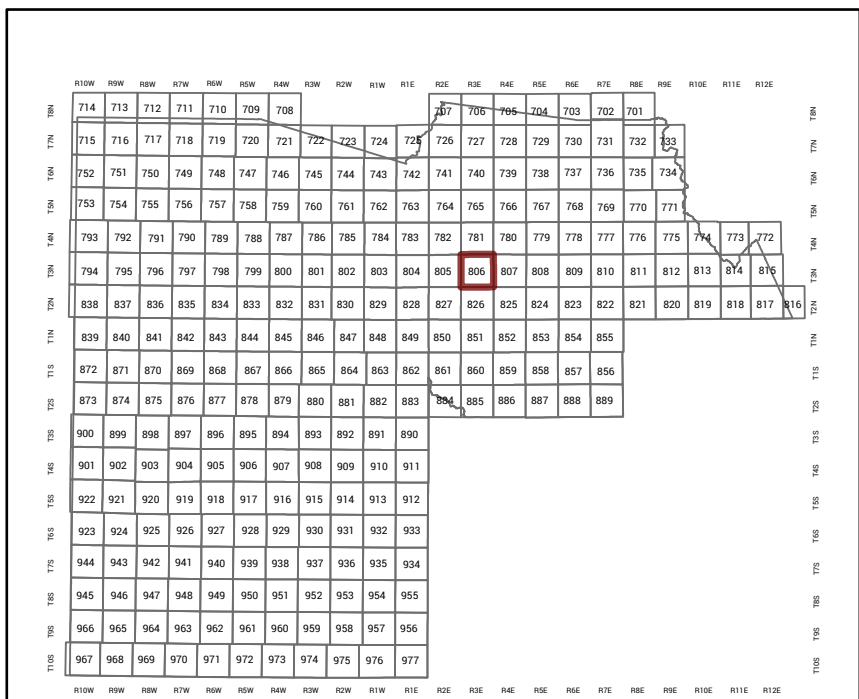 R10W R9W R8W R7W R6W R5W R4W R3W R2W R1W R1E R2E R3E R4E R5E R6E R7E R8E R9E R10E R11E R12E
T8N 714 713 712 711 710 709 708 707 706 705 704 703 702 701 T8N
T7N 715 716 717 718 719 720 721 722 723 724 725 726 727 728 729 730 731 732 733 T7N
T6N 752 751 750 749 748 747 746 745 744 743 742 741 740 739 738 737 736 735 734 T6N
T5N 753 754 755 756 757 758 759 760 761 762 763 764 765 766 767 768 769 770 771 T5N
T4N 793 792 791 790 789 788 787 786 785 784 783 782 781 780 779 778 777 776 775 774 773 772 T4N
T3N 794 795 796 797 798 799 800 801 802 803 804 805 806 807 808 809 810 811 812 813 814 815 T3N
T2N 838 837 836 835 834 833 832 831 830 829 828 827 826 825 824 823 822 821 820 819 818 817 816 T2N
T1N 839 840 841 842 843 844 845 846 847 848 849 850 851 852 853 854 855 T1N
T1S 872 871 870 869 868 867 866 865 864 863 862 861 860 859 858 857 856 T1S
T2S 873 874 875 876 877 878 879 880 881 882 883 884 885 886 887 888 889 T2S
T3S 900 899 898 897 896 895 894 893 892 891 890 T3S
T4S 901 902 903 904 905 906 907 908 909 910 911 T4S
T5S 922 921 920 919 918 917 916 915 914 913 912 T5S
T6S 923 924 925 926 927 928 929 930 931 932 933 T6S
T7S 944 943 942 941 940 939 938 937 936 935 934 T7S
T8S 945 946 947 948 949 950 951 952 953 954 955 T8S
T9S 966 965 964 963 962 961 960 959 958 957 956 T9S
T10S 967 968 969 970 971 972 973 974 975 976 977 T10S
R10W R9W R8W R7W R6W R5W R4W R3W R2W R1W R1E R2E R3E R4E R5E R6E R7E R8E R9E R10E R11E R12E